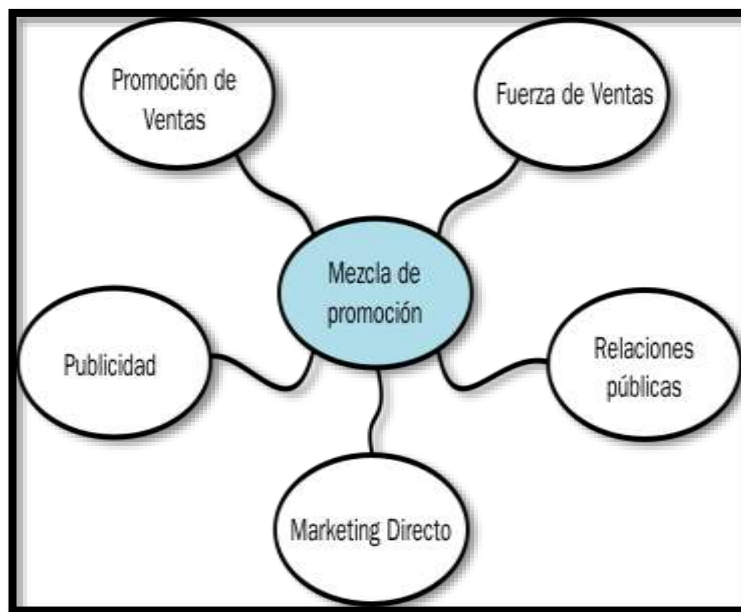 Promoción de
Ventas
Fuerza de Ventas
Mezcla de
promoción
Publicidad
Relaciones
públicas
Marketing Directo